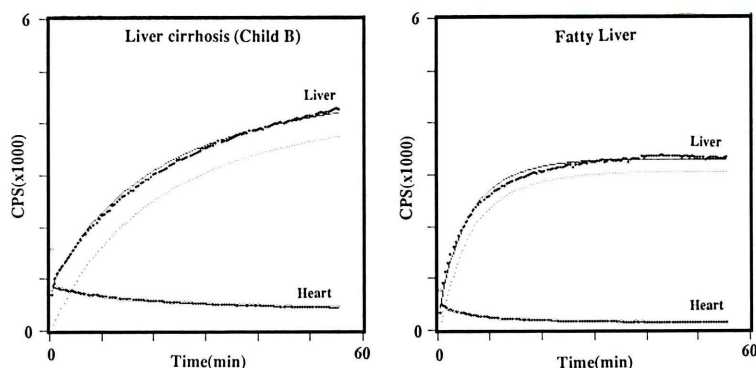 6
Liver cirrhosis (Child B)
Liver
CPS(x1000)
Heart
0
0
Time(min)
60
6
Fatty Liver
Liver
CPS(x1000)
Heart
0
0
Time(min)
60